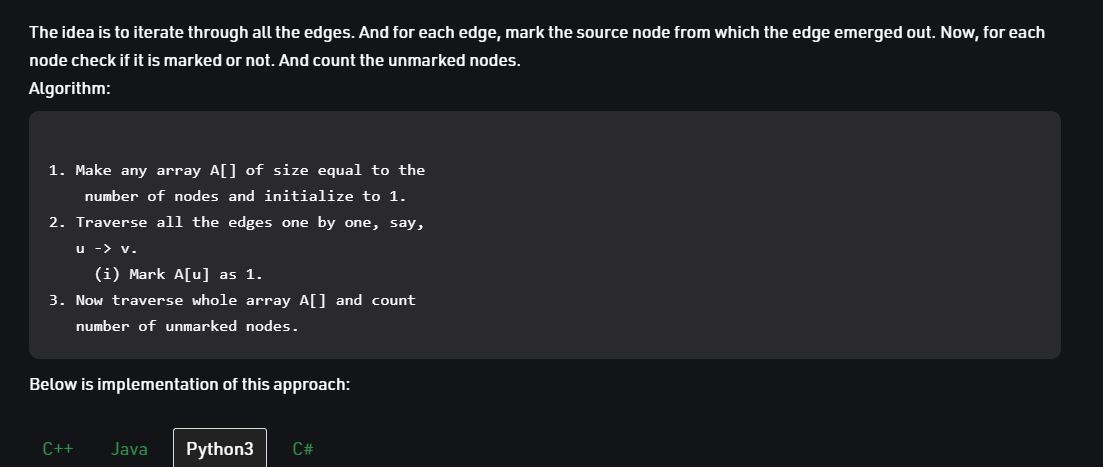 The idea is to iterate through all the edges. And for each edge, mark the source node from which the edge emerged out. Now, for each
node check if it is marked or not. And count the unmarked nodes.
Algorithm:
1. Make any array A[] of size equal to the
number of nodes and initialize to 1.
2. Traverse all the edges one by one, say,
u -> v.
(i) Mark A[u] as 1.
3. Now traverse whole array A[] and count
number of unmarked nodes.
Below is implementation of this approach:
C++ Java Python3 C#